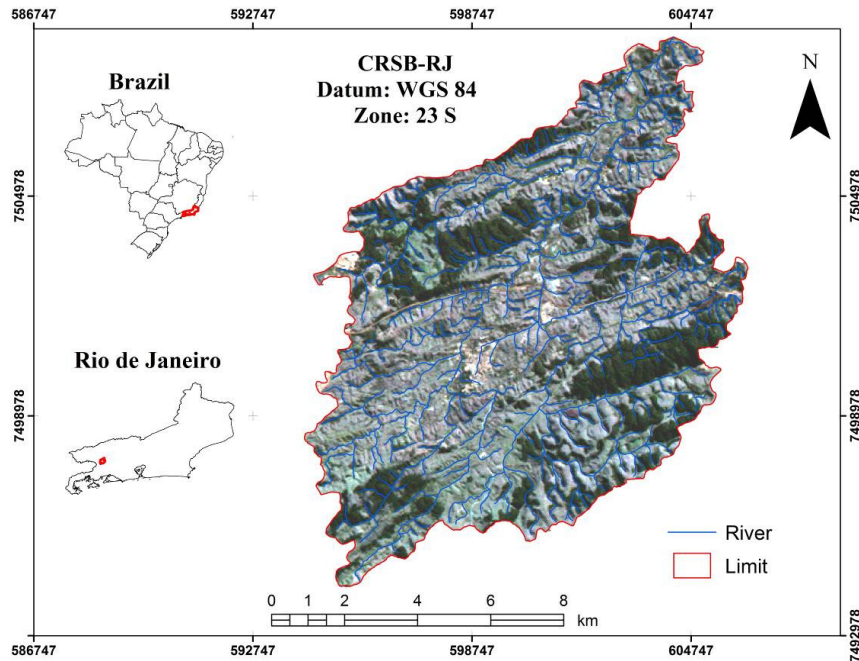 586747 592747 598747 604747
CRSB-RJ
Datum: WGS 84
Zone: 23 S
N
Brazil
7504978 7504978
Rio de Janeiro
7498978 7498978
River
Limit
0 1 2 4 6 8
km
7492978
586747 592747 598747 604747